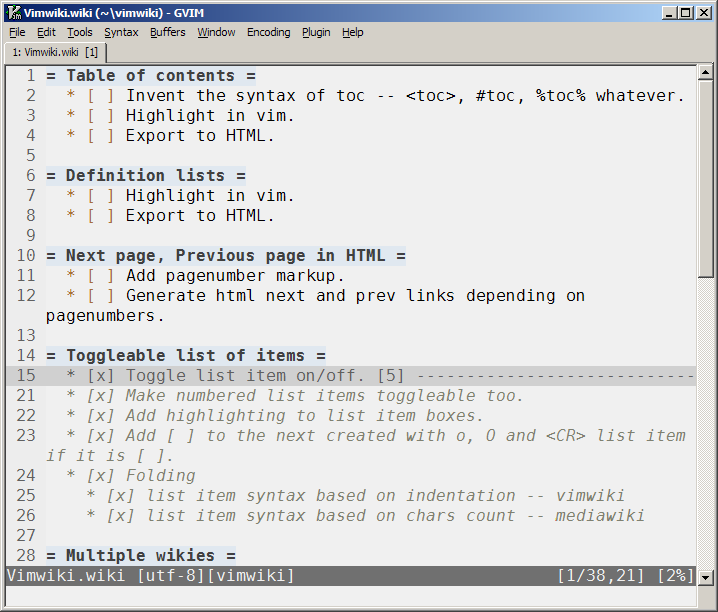 Vimwiki.wiki (~\vimwiki) - GVIM
File Edit Tools Syntax Buffers Window Encoding Plugin Help
1: Vimwiki.wiki [1]
1 = Table of contents =
2 * [ ] Invent the syntax of toc -- <toc>, #toc, %toc% whatever.
3 * [ ] Highlight in vim.
4 * [ ] Export to HTML.
5
6 = Definition lists =
7 * [ ] Highlight in vim.
8 * [ ] Export to HTML.
9
10 = Next page, Previous page in HTML =
11 * [ ] Add pagenumber markup.
12 * [ ] Generate html next and prev links depending on
pagenumbers.
13
14 = Toggleable list of items =
15 * [x] Toggle list item on/off. [5] ----------------------------
21 * [x] Make numbered list items toggleable too.
22 * [x] Add highlighting to list item boxes.
23 * [x] Add [ ] to the next created with o, O and <CR> list item
if it is [ ].
24 * [x] Folding
25 * [x] list item syntax based on indentation -- vimwiki
26 * [x] list item syntax based on chars count -- mediawiki
27
28 = Multiple wikies =
Vimwiki.wiki [utf-8][vimwiki] [1/38,21] [2%]